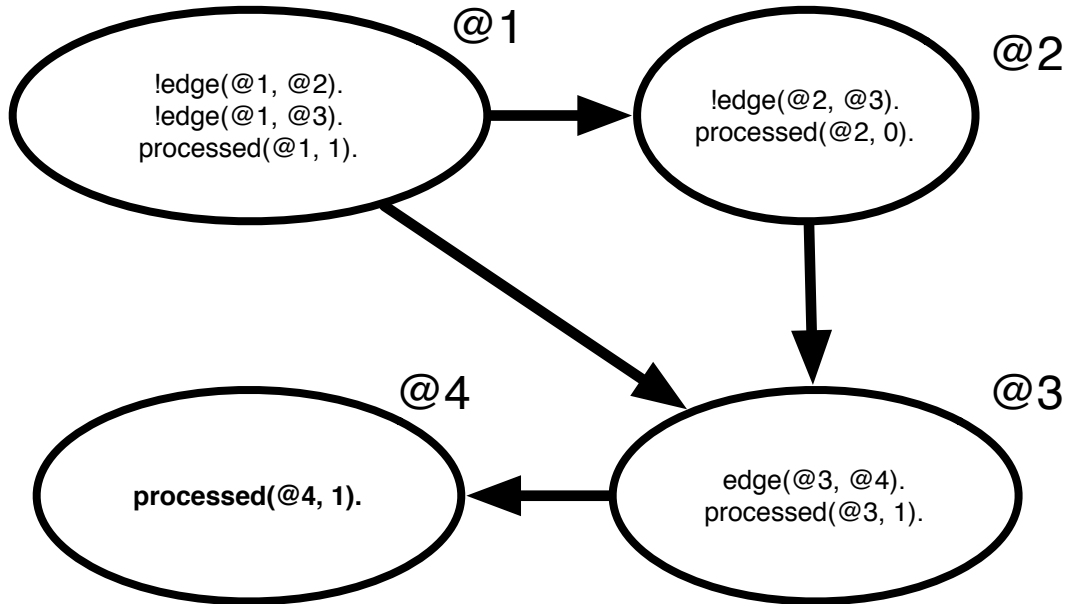 @1
!edge(@1, @2).
!edge(@1, @3).
processed(@1, 1).
@2
!edge(@2, @3).
processed(@2, 0).
@4
processed(@4, 1).
@3
edge(@3, @4).
processed(@3, 1).